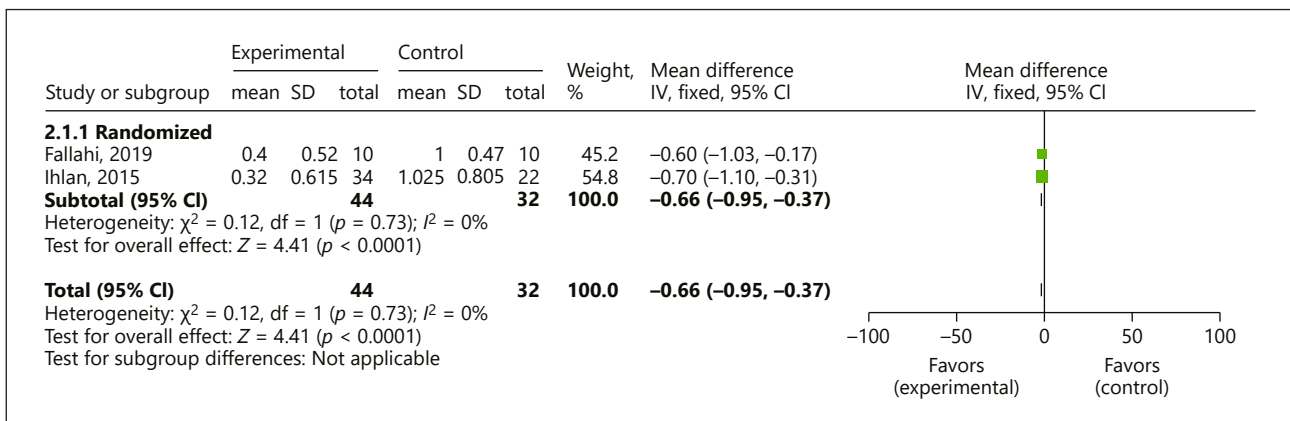 Experimental Control
Weight, Mean difference Mean difference
Study or subgroup mean SD total mean SD total % IV, fixed, 95% CI IV, fixed, 95% CI
2.1.1 Randomized
Fallahi, 2019 0.4 0.52 10 1 0.47 10 45.2 –0.60 (–1.03, –0.17)
Ihlan, 2015 0.32 0.615 34 1.025 0.805 22 54.8 –0.70 (–1.10, –0.31)
Subtotal (95% CI) 44 32 100.0 –0.66 (–0.95, –0.37)
Heterogeneity: χ² = 0.12, df = 1 (p = 0.73); I² = 0%
Test for overall effect: Z = 4.41 (p < 0.0001)
Total (95% CI) 44 32 100.0 –0.66 (–0.95, –0.37)
Heterogeneity: χ² = 0.12, df = 1 (p = 0.73); I² = 0%
Test for overall effect: Z = 4.41 (p < 0.0001)
Test for subgroup differences: Not applicable
–100 –50 0 50 100
Favors Favors
(experimental) (control)